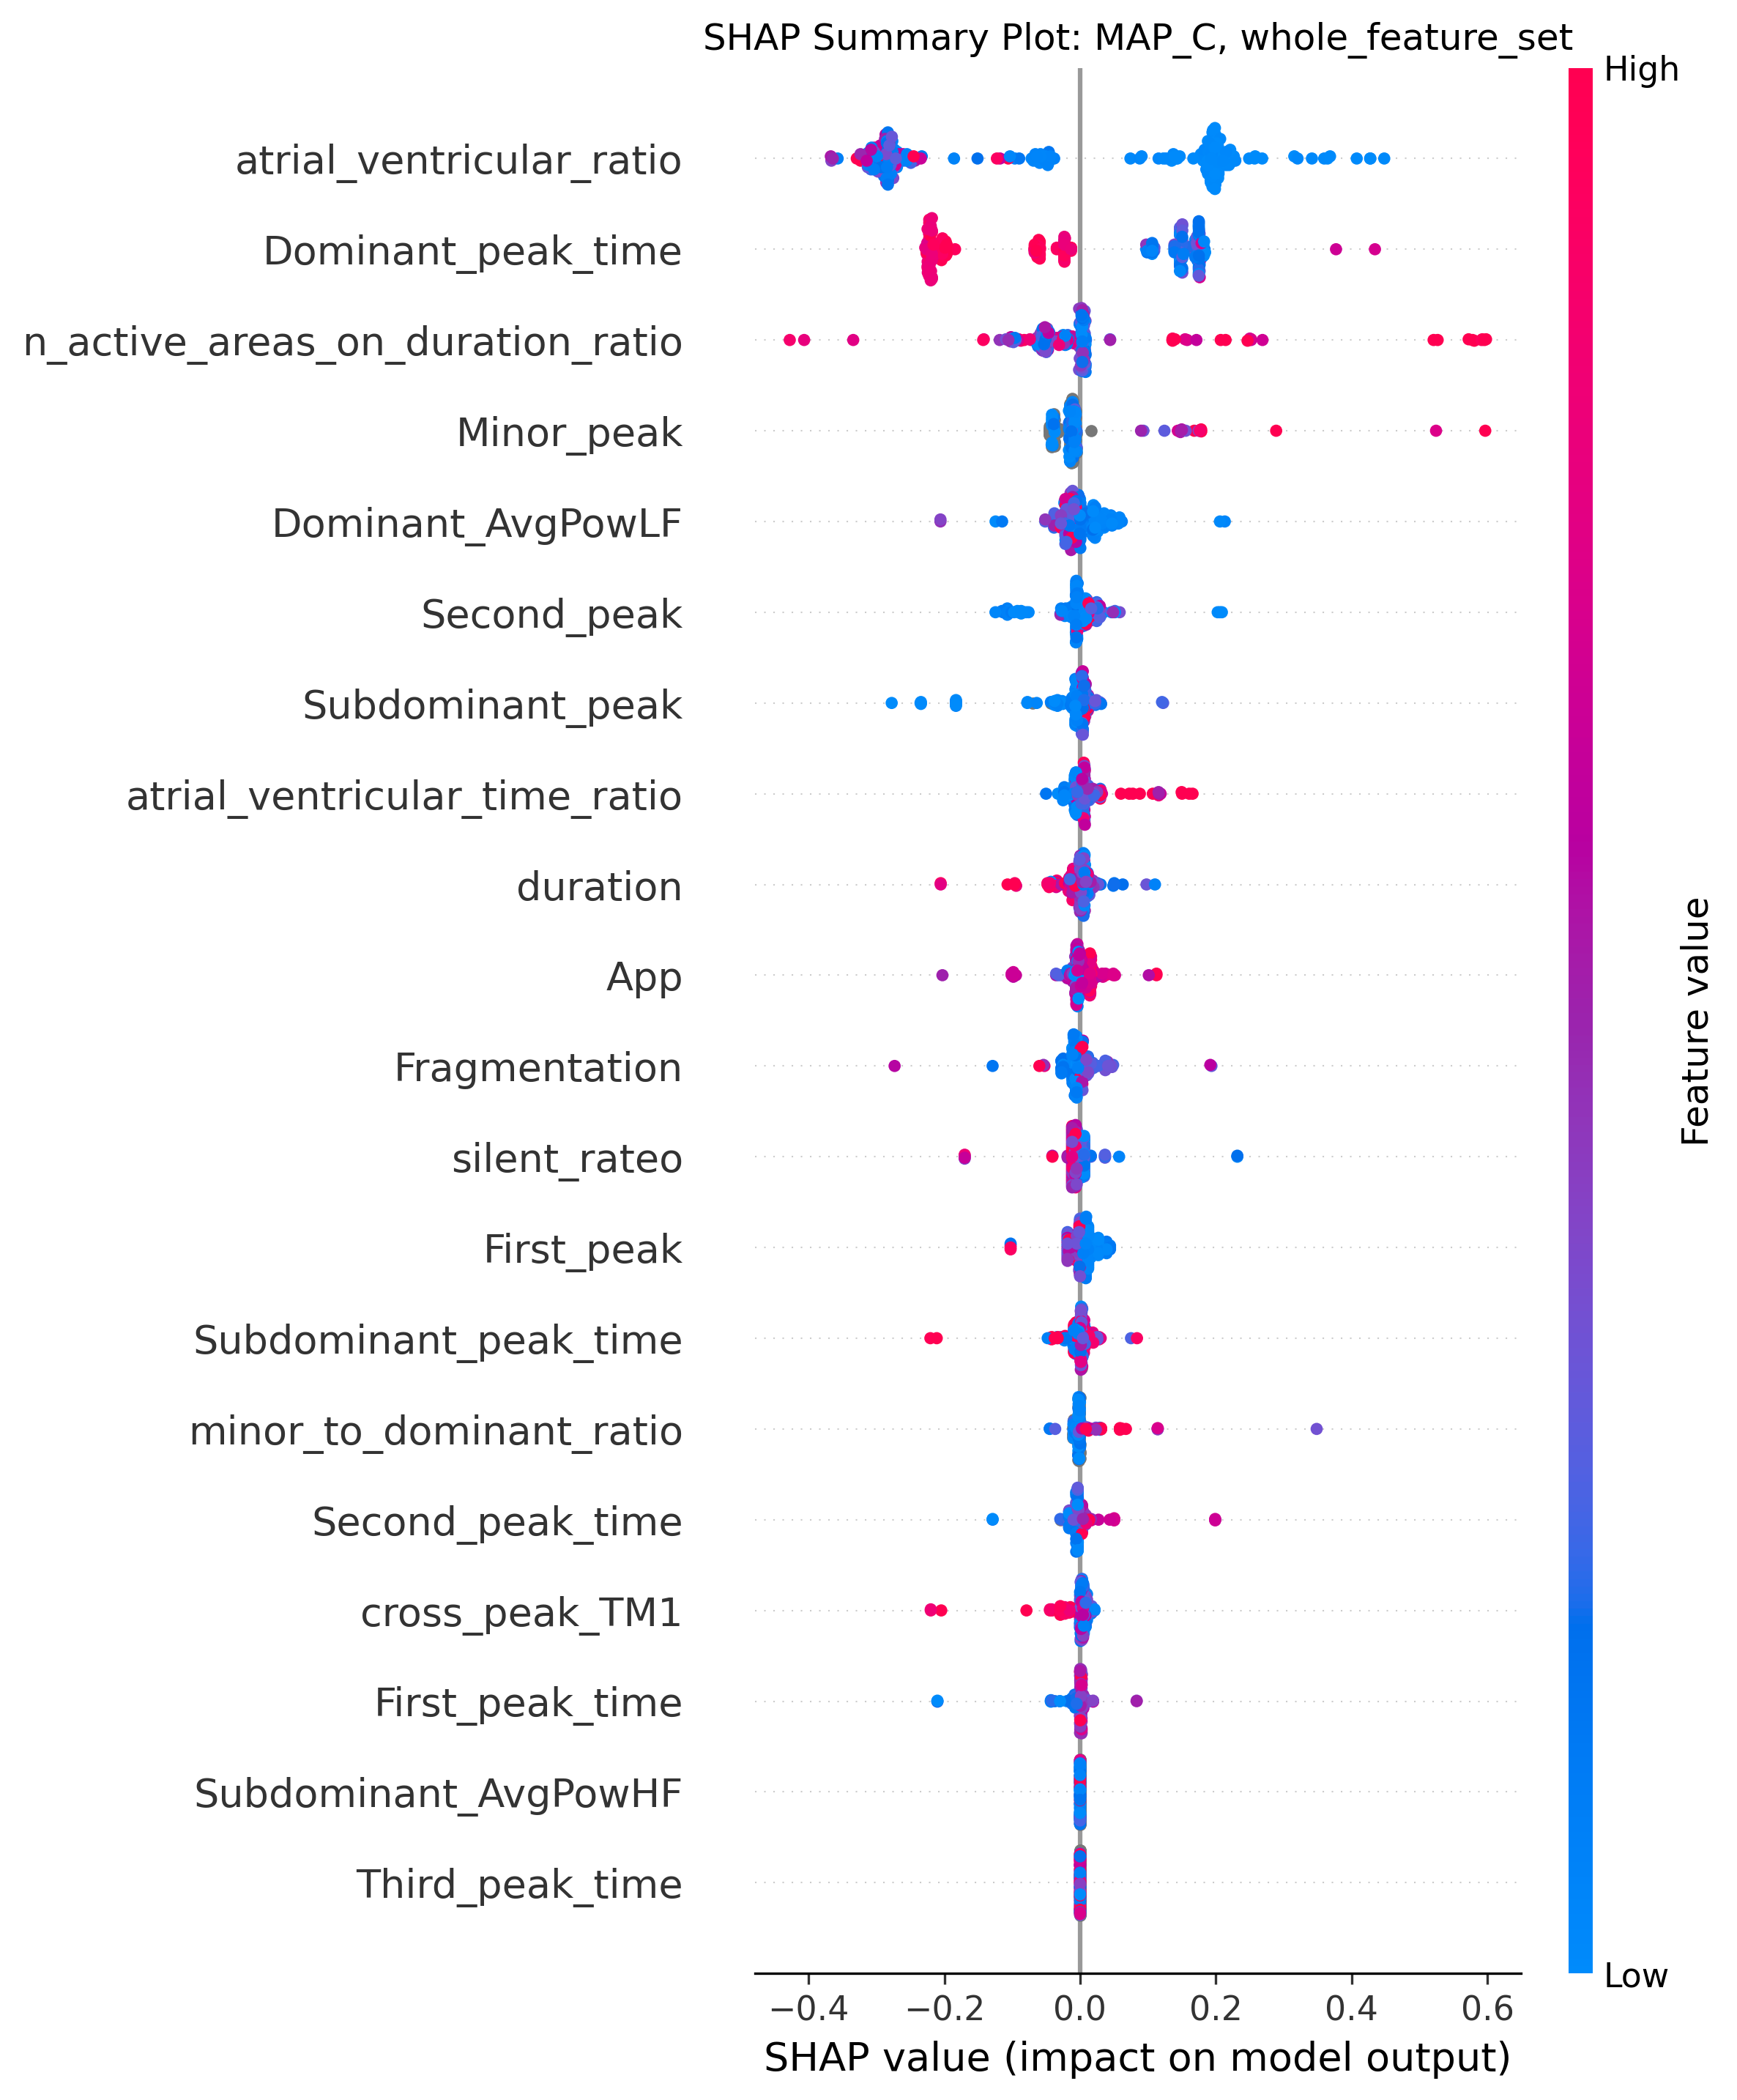 SHAP Summary Plot: MAP_C, whole_feature_set
High
atrial_ventricular_ratio
Dominant_peak_time
n_active_areas_on_duration_ratio
Minor_peak
Dominant_AvgPowLF
Second_peak
Subdominant_peak
atrial_ventricular_time_ratio
duration
App
Fragmentation
silent_rateo
First_peak
Subdominant_peak_time
minor_to_dominant_ratio
Second_peak_time
cross_peak_TM1
First_peak_time
Subdominant_AvgPowHF
Third_peak_time
Feature value
Low
−0.4 −0.2 0.0 0.2 0.4 0.6
SHAP value (impact on model output)